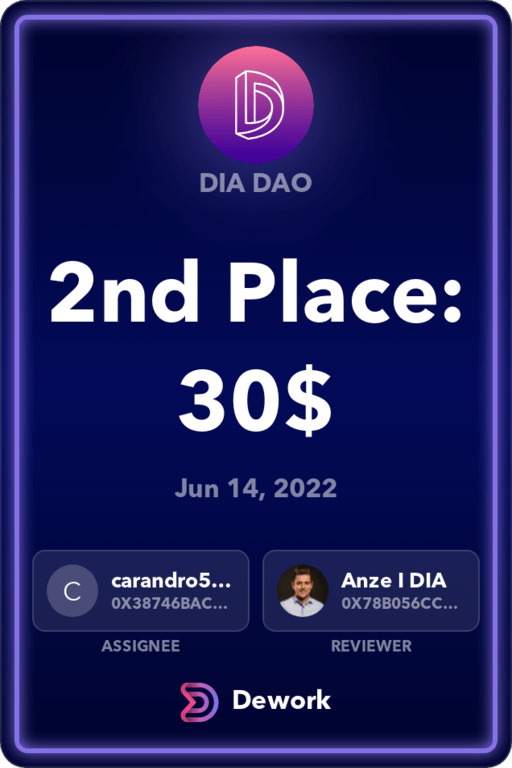 DIA DAO
2nd Place:
30$
Jun 14, 2022
C
carandro5...
0X38746BAC...
ASSIGNEE
Anze I DIA
0X78B056CC...
REVIEWER
Dework